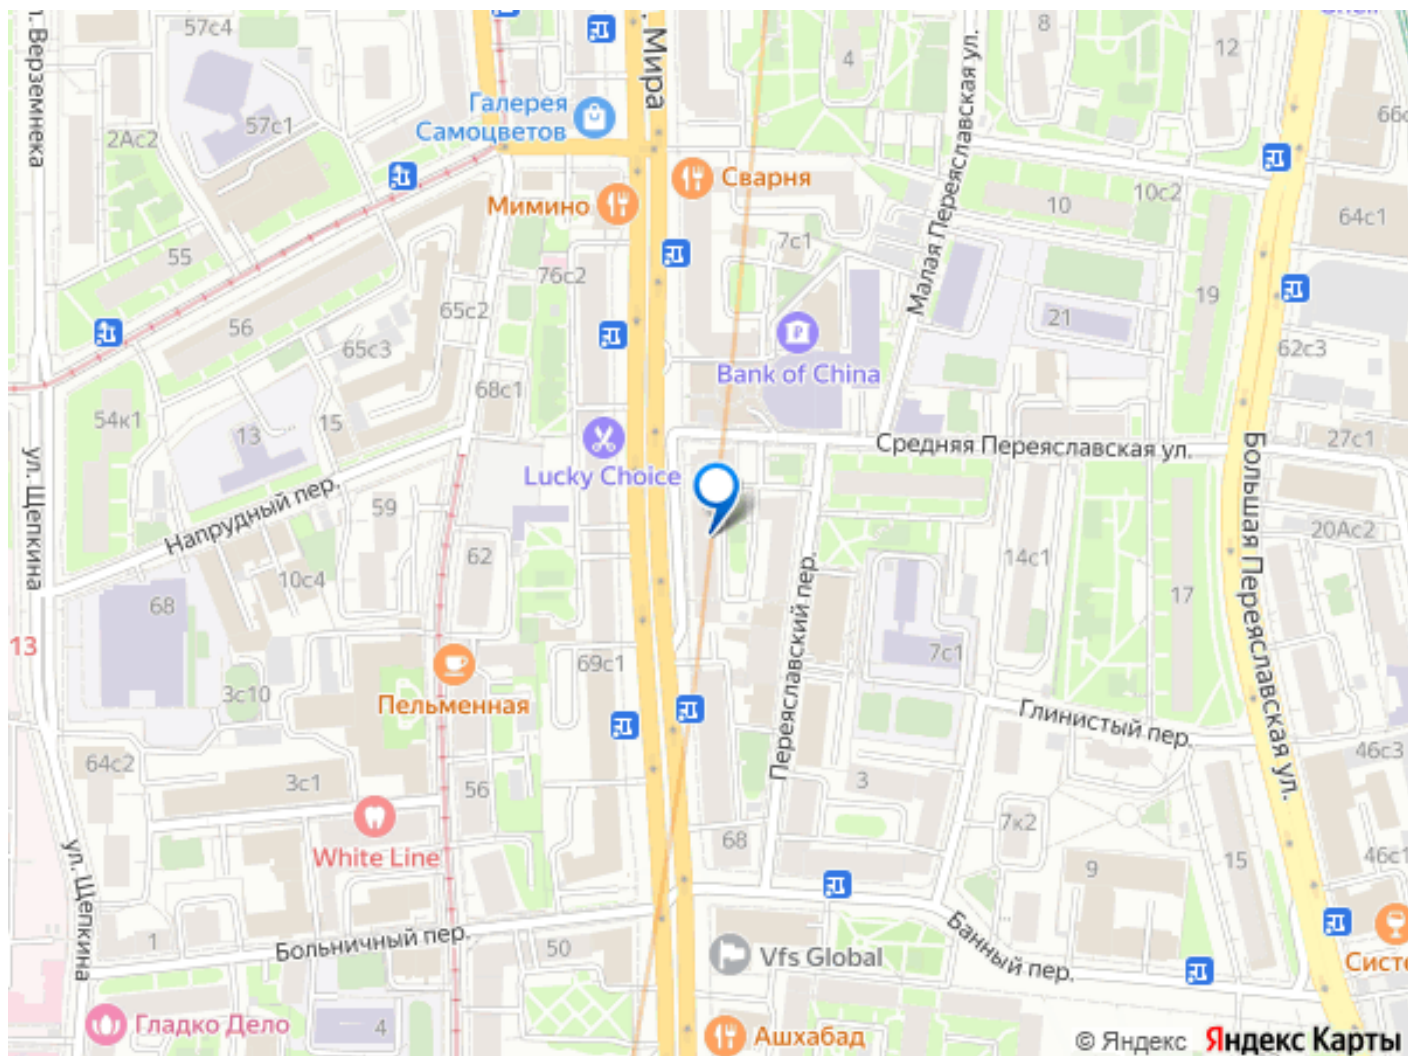 57с4
8
12
4
Мира
ул.
Верземнека
Галерея
Самоцветов
57с1
2Ас2
66с
Малая Переяславская ул.
Сварня
Мимино
10с2
10
64с1
7с1
55
76с2
19
65с2
21
56
65с3
62с3
Bank of China
68с1
54к1
15
13
27с1
Средняя Переяславская ул.
Lucky Choice
ул. Щепкина
Напрудный пер.
59
Большая Переяславская ул.
20Ас2
62
14с1
10с4
68
17
Переяславский пер.
13
7с1
69с1
3с10
Пельменная
Глинистый пер.
46с3
64с2
3с1
56
3
7к2
68
White Line
46с1
15
9
ул. Щепкина
Больничный пер.
1
50
Vfs Global
Банный пер.
Гладко Дело
4
Ашхабад
© Яндекс Яндекс Карты